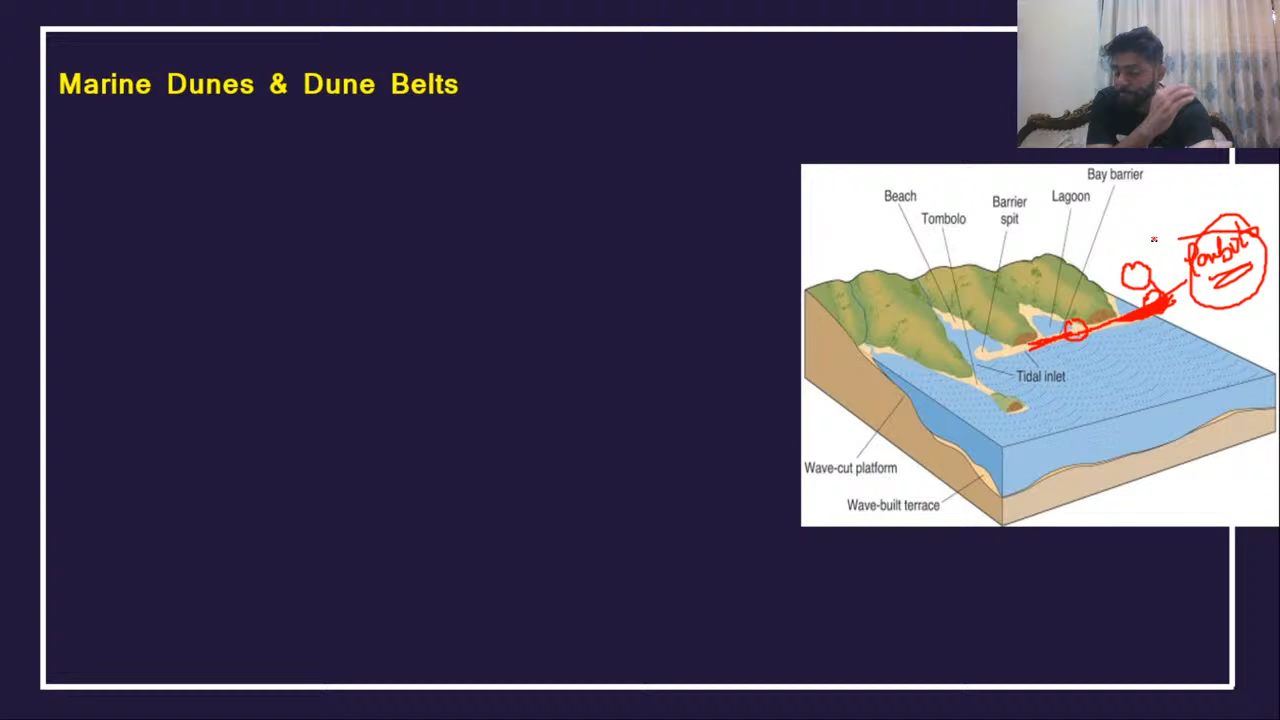 Marine Dunes & Dune Belts
Bay barrier
Beach
Barrier
spit
Lagoon
Tombolo
Tidal inlet
Wave-cut platform
Wave-built terrace